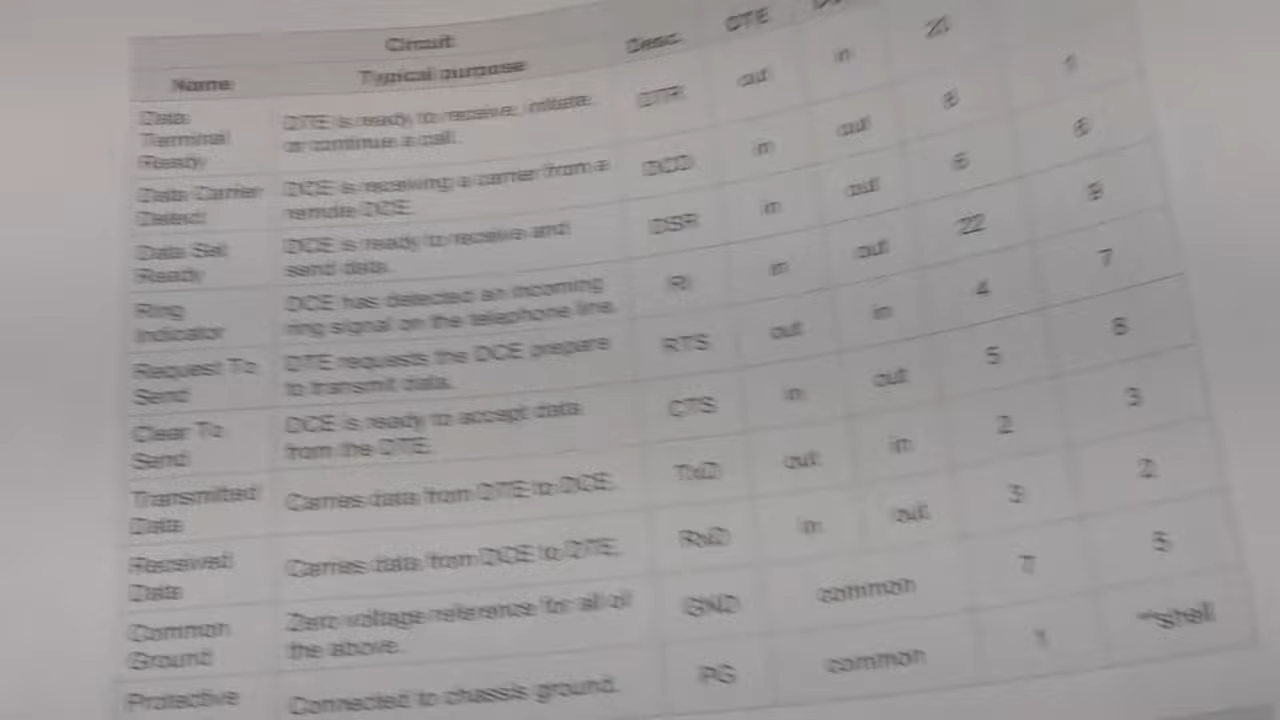 Circuit
Name Typical purpose Desc. DTE
Data Terminal Ready DTE is ready to receive, initiate, or continue a call. DTR out in 20
Data Carrier Detect DCE is receiving a carrier from a remote DCE. DCD in out 8 1
Data Set Ready DCE is ready to receive and send data. DSR in out 6 6
Ring Indicator DCE has detected an incoming ring signal on the telephone line. RI in out 22 9
Request To Send DTE requests the DCE prepare to transmit data. RTS out in 4 7
Clear To Send DCE is ready to accept data from the DTE. CTS in out 5 8
Transmitted Data Carries data from DTE to DCE. TxD out in 2 3
Received Data Carries data from DCE to DTE. RxD in out 3 2
Common Ground Zero voltage reference for all of the above. GND common 7 5
Protective Connected to chassis ground. PG common 1 shell